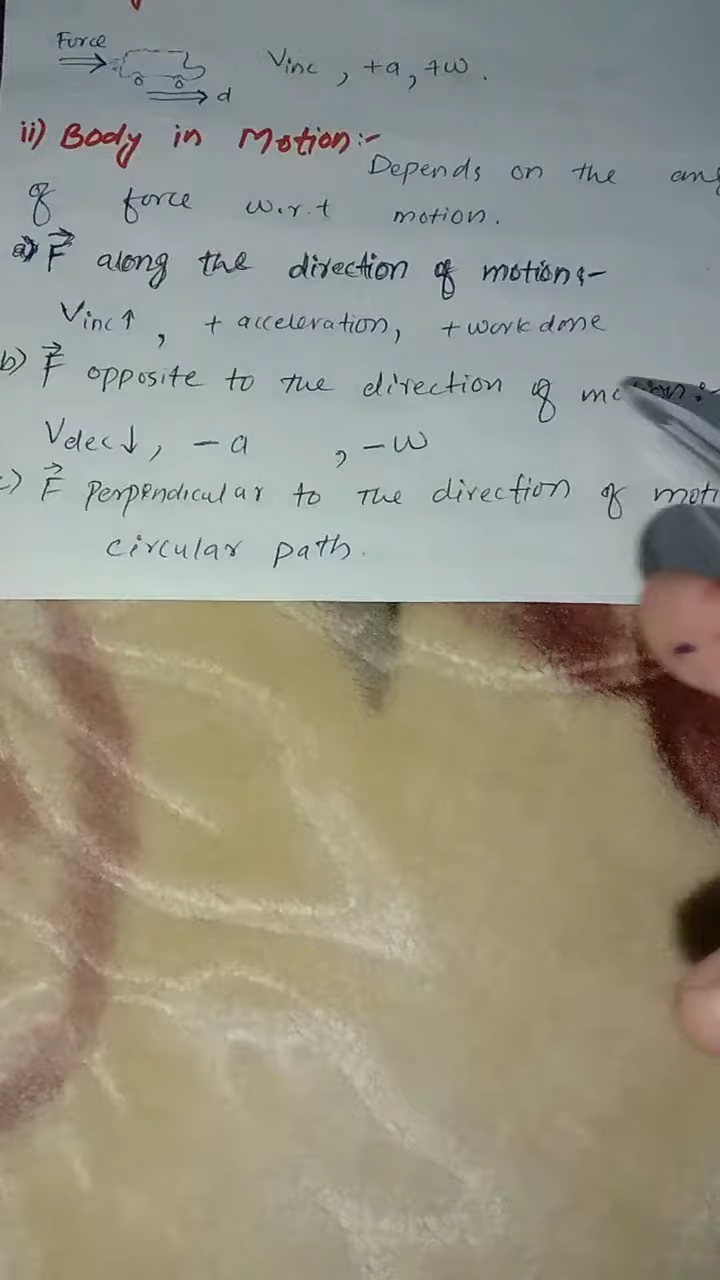 Force
Vinc , +a, +w.
d
ii) Body in Motion:-
Depends on the
of force w.r.t motion.
a) F along the direction of motion:-
Vinc↑, + acceleration, + work done
b) F opposite to the direction of motion:
Vdec↓, -a , -w
c) F perpendicular to the direction of
circular path.